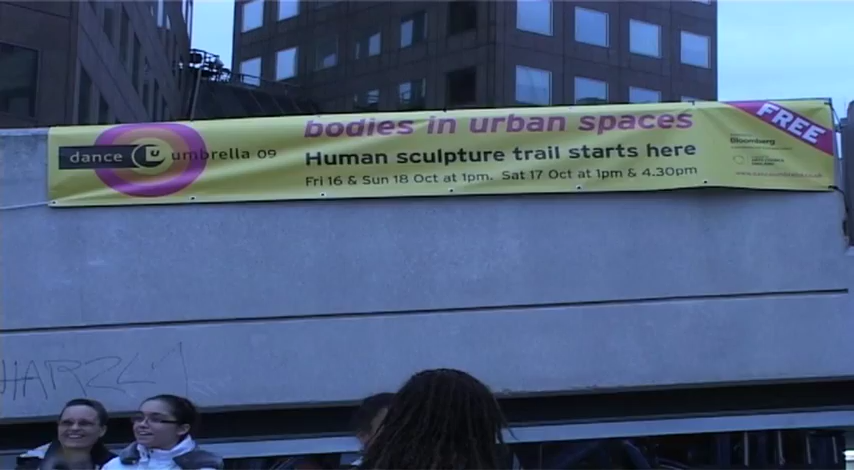 dance umbrella 09
bodies in urban spaces
Human sculpture trail starts here
Fri 16 & Sun 18 Oct at 1pm. Sat 17 Oct at 1pm & 4.30pm
FREE
Bloomberg
HARZ